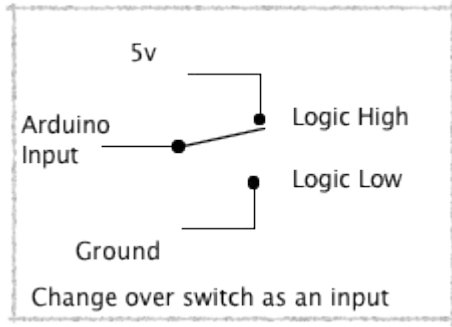 5v
Logic High
Arduino
Input
Logic Low
Ground
Change over switch as an input